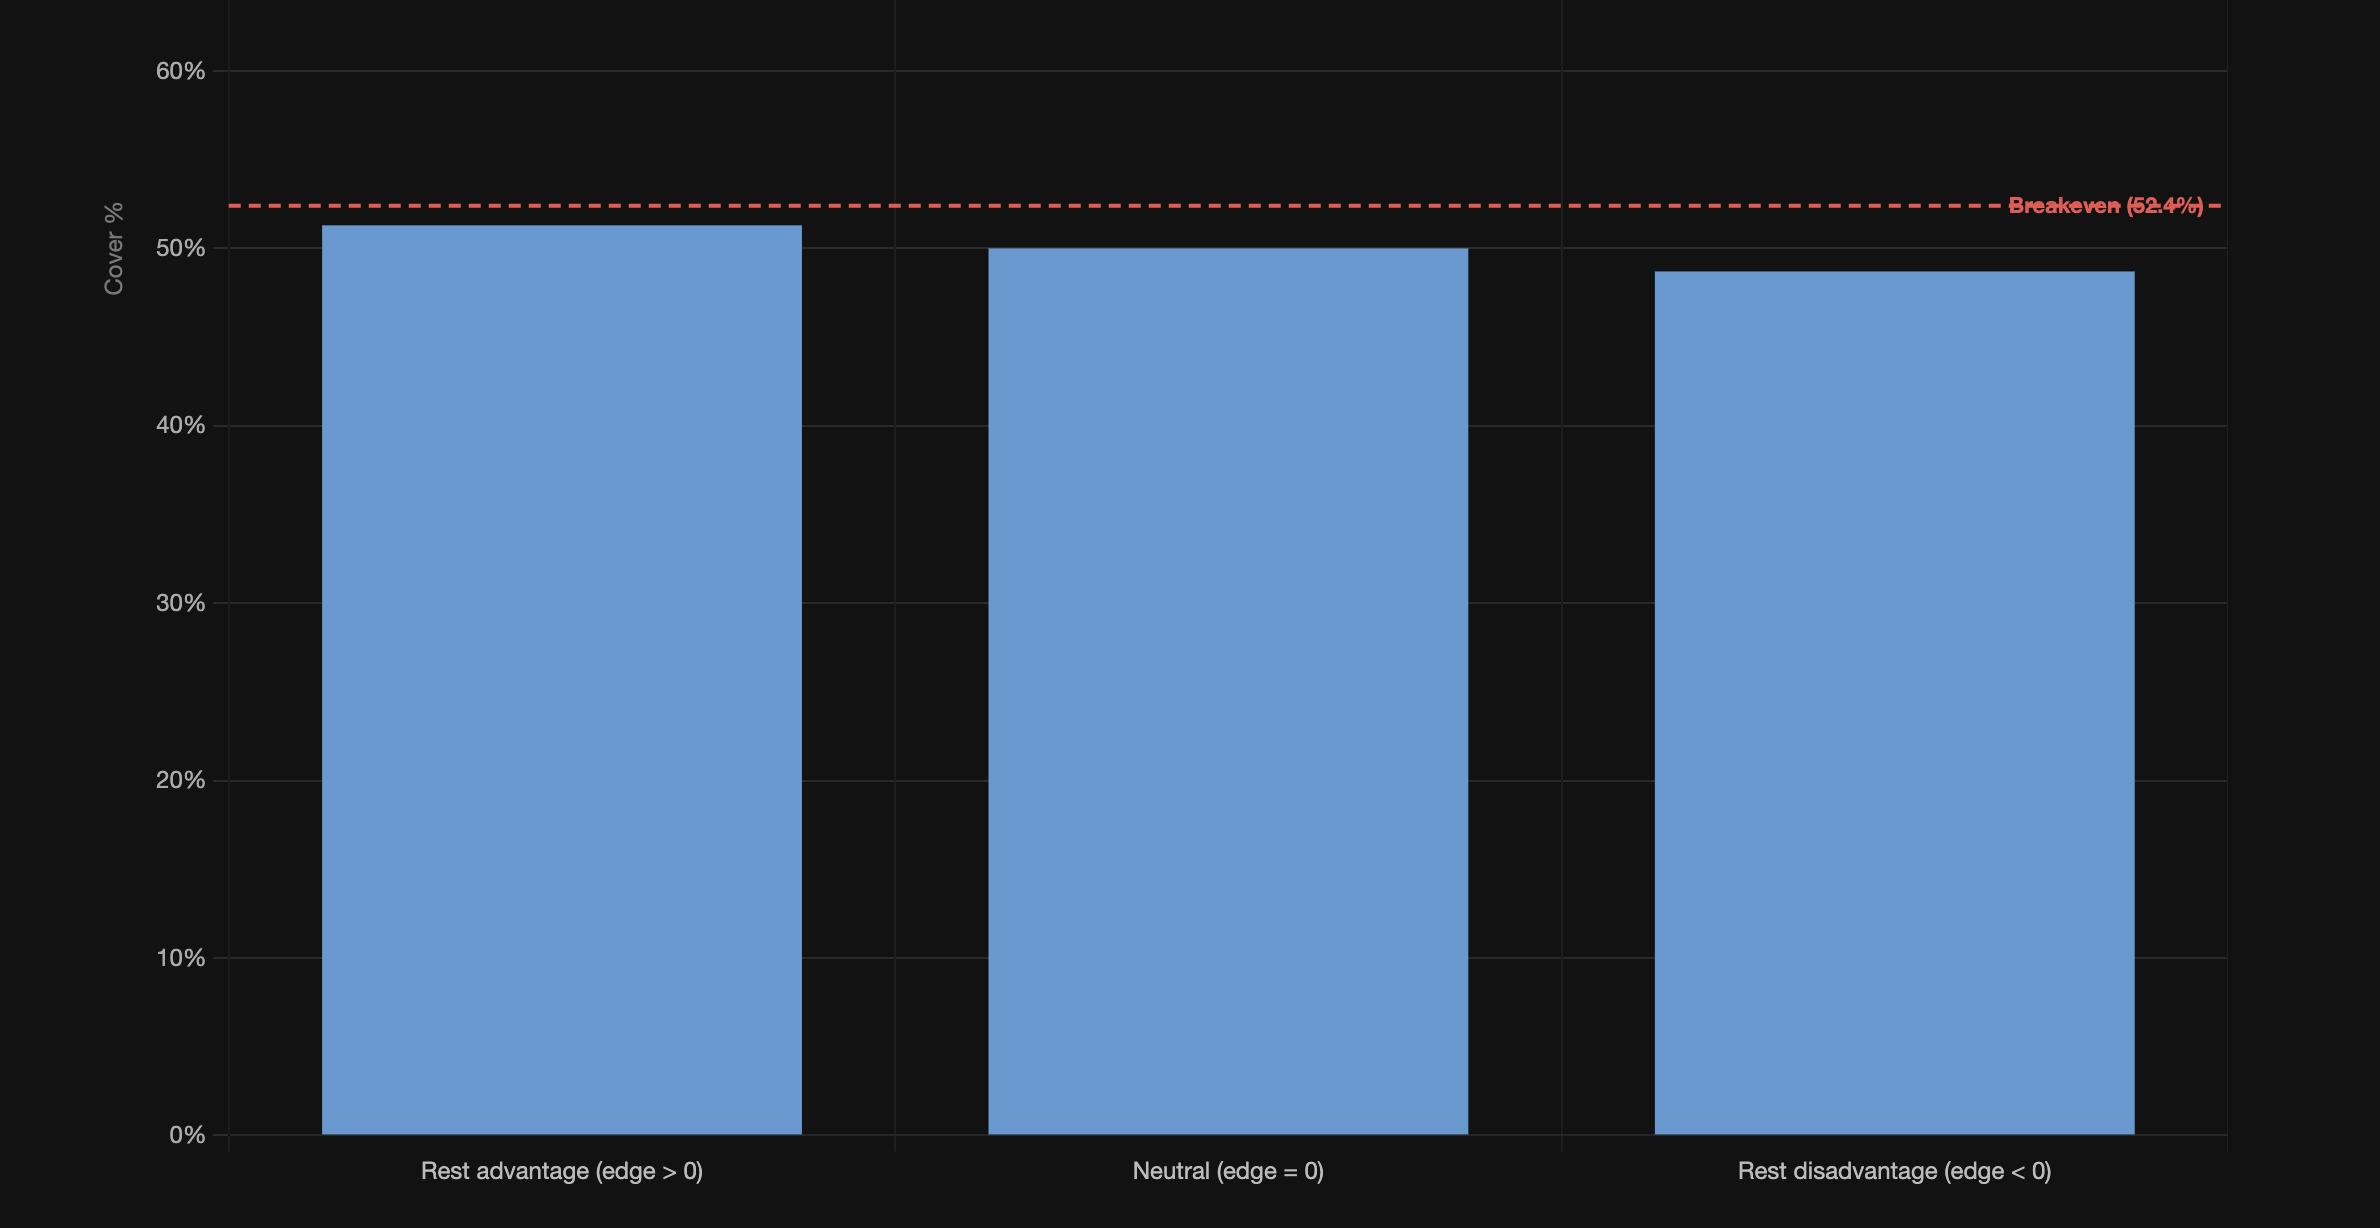 60%
Breakeven (52.4%)
Cover %
50%
40%
30%
20%
10%
0%
Rest advantage (edge > 0)
Neutral (edge = 0)
Rest disadvantage (edge < 0)